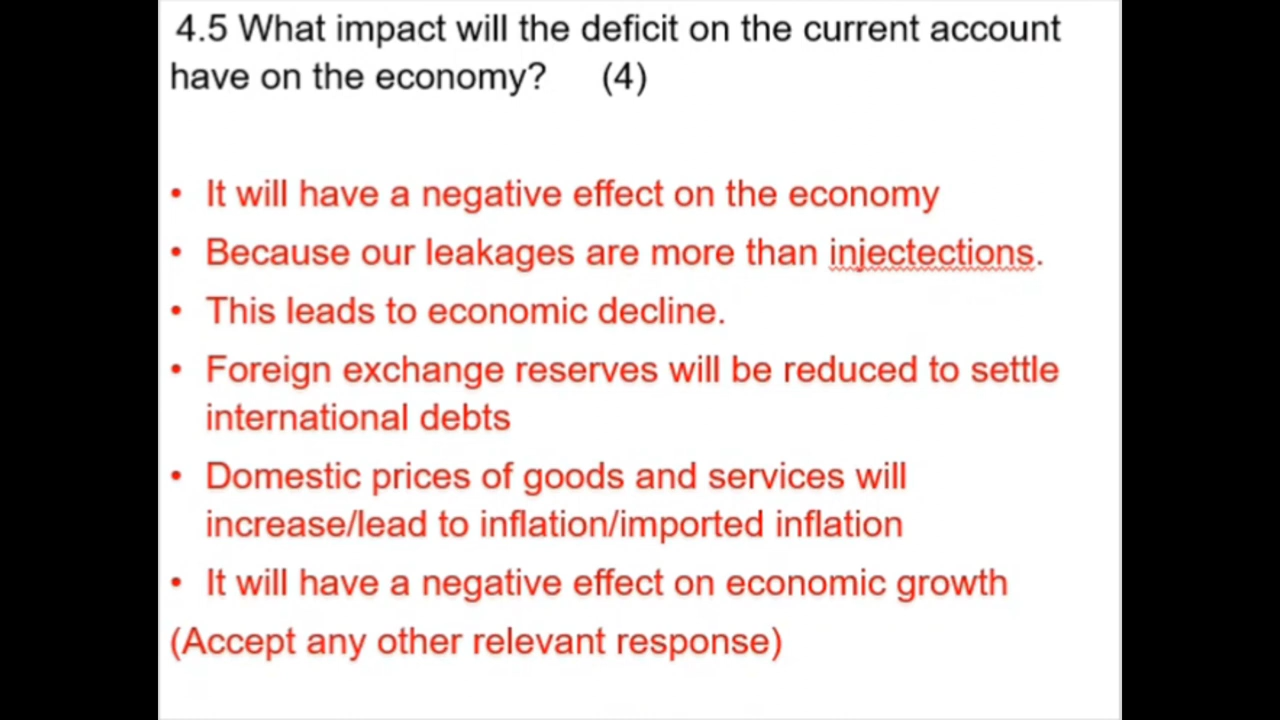 4.5 What impact will the deficit on the current account
have on the economy? (4)
• It will have a negative effect on the economy
• Because our leakages are more than injectections.
• This leads to economic decline.
• Foreign exchange reserves will be reduced to settle
international debts
• Domestic prices of goods and services will
increase/lead to inflation/imported inflation
• It will have a negative effect on economic growth
(Accept any other relevant response)